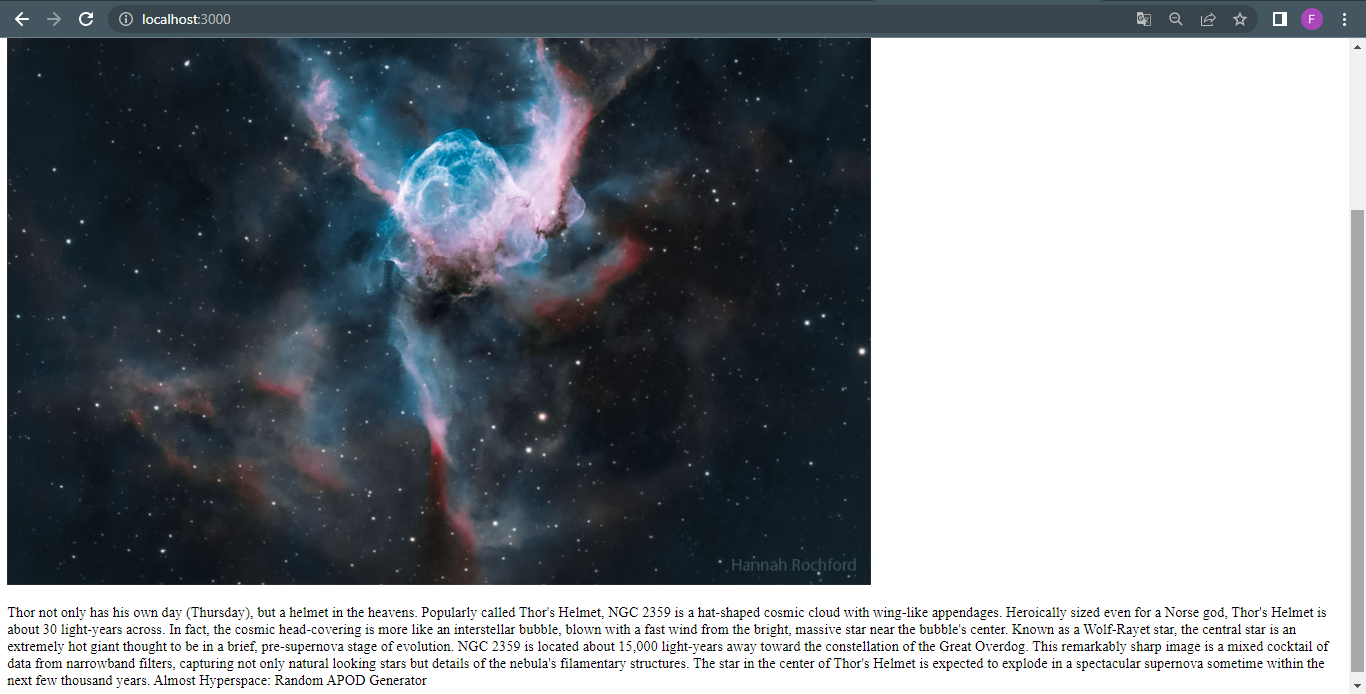 localhost:3000
F
Hannah Rochford
Thor not only has his own day (Thursday), but a helmet in the heavens. Popularly called Thor's Helmet, NGC 2359 is a hat-shaped cosmic cloud with wing-like appendages. Heroically sized even for a Norse god, Thor's Helmet is
about 30 light-years across. In fact, the cosmic head-covering is more like an interstellar bubble, blown with a fast wind from the bright, massive star near the bubble's center. Known as a Wolf-Rayet star, the central star is an
extremely hot giant thought to be in a brief, pre-supernova stage of evolution. NGC 2359 is located about 15,000 light-years away toward the constellation of the Great Overdog. This remarkably sharp image is a mixed cocktail of
data from narrowband filters, capturing not only natural looking stars but details of the nebula's filamentary structures. The star in the center of Thor's Helmet is expected to explode in a spectacular supernova sometime within the
next few thousand years. Almost Hyperspace: Random APOD Generator